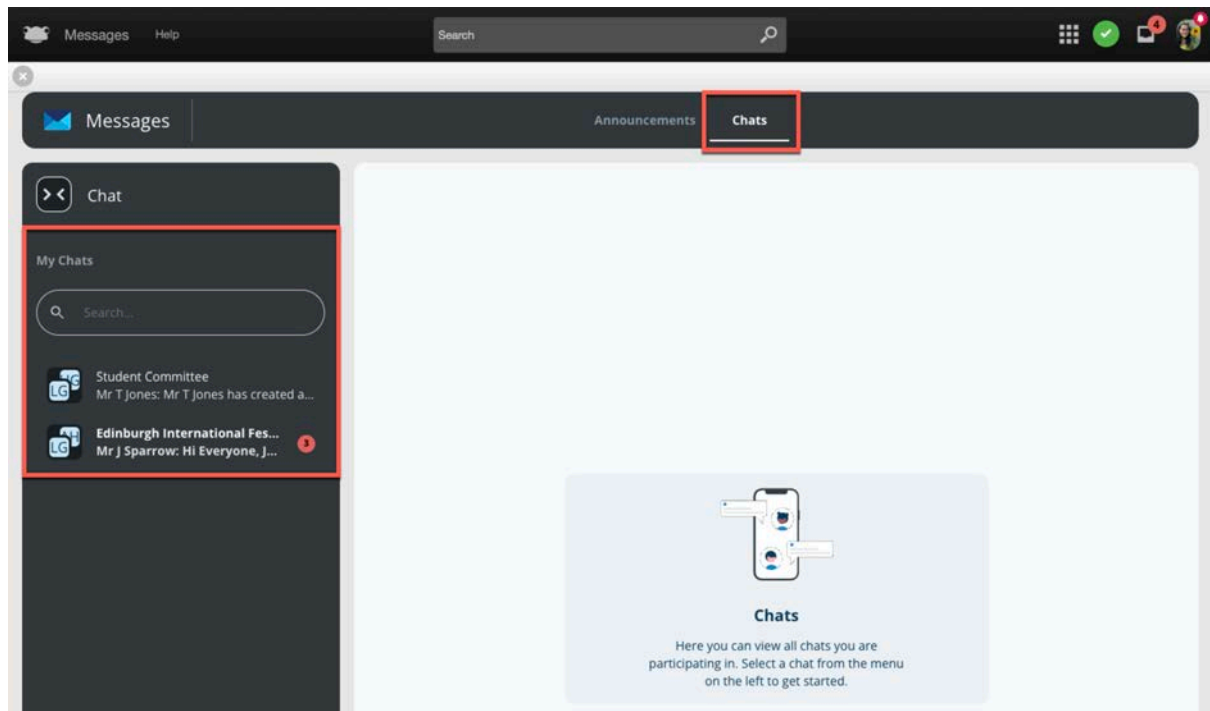 Messages Help Search 4
Messages Announcements Chats
Chat
My Chats
Search...
LG
Student Committee
Mr T Jones: Mr T Jones has created a...
LG
Edinburgh International Fes...
Mr J Sparrow: Hi Everyone, J...
3
Chats
Here you can view all chats you are
participating in. Select a chat from the menu
on the left to get started.